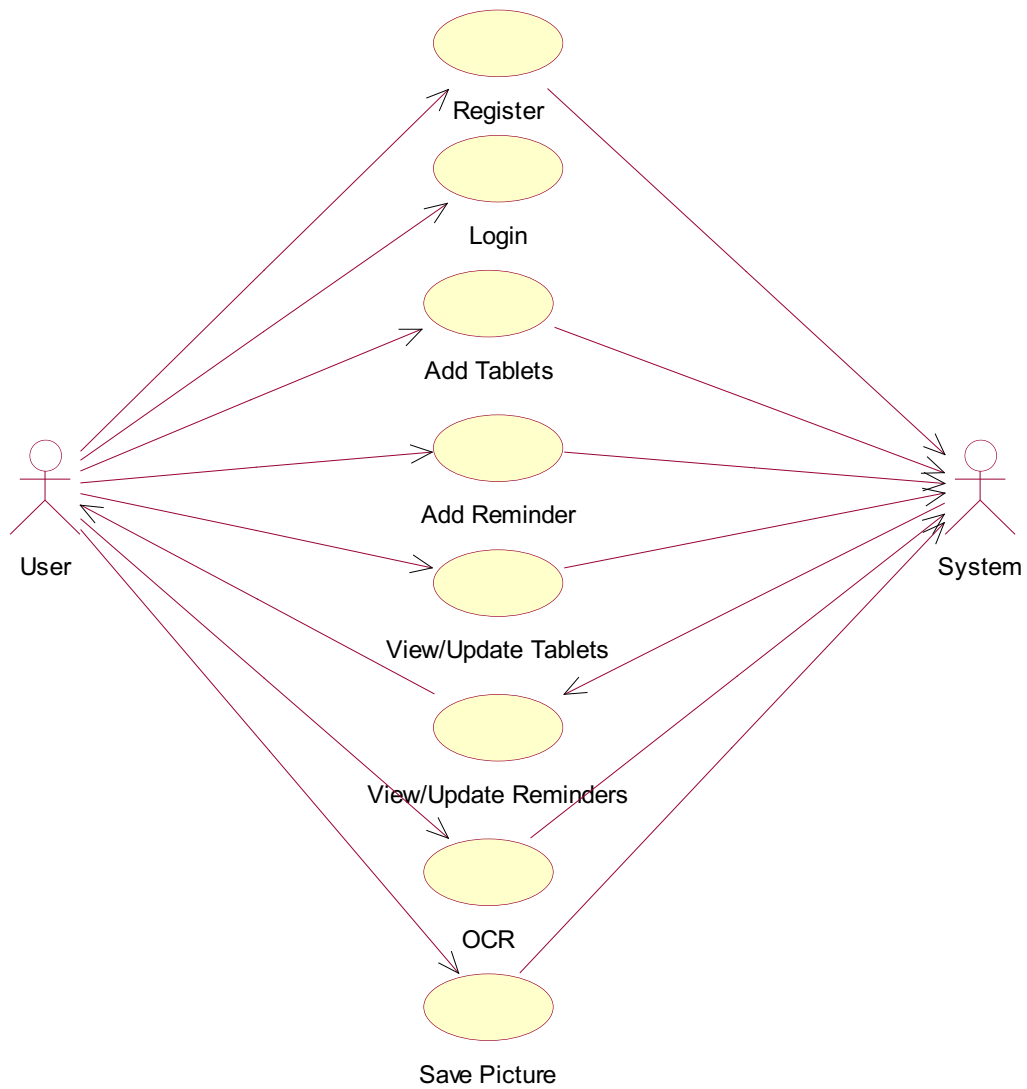 Register
Login
Add Tablets
Add Reminder
User
System
View/Update Tablets
View/Update Reminders
OCR
Save Picture